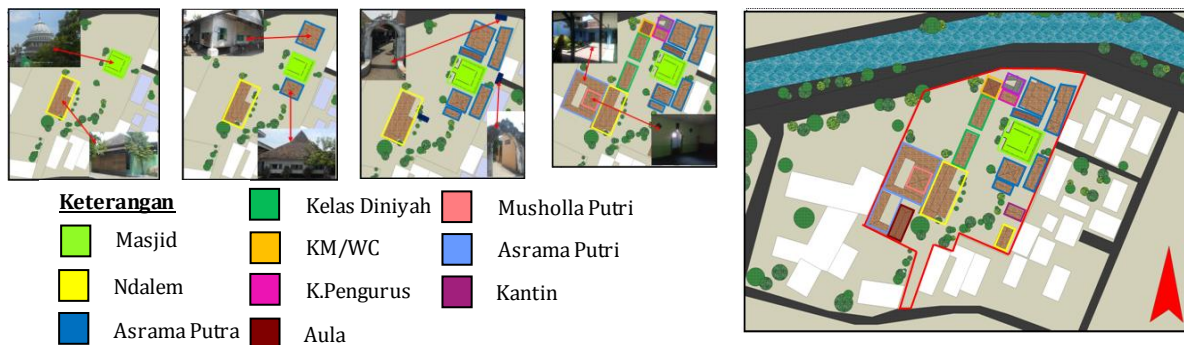 Keterangan
Masjid
Ndalem
Asrama Putra
Kelas Diniyah
KM/WC
K.Pengurus
Aula
Musholla Putri
Asrama Putri
Kantin